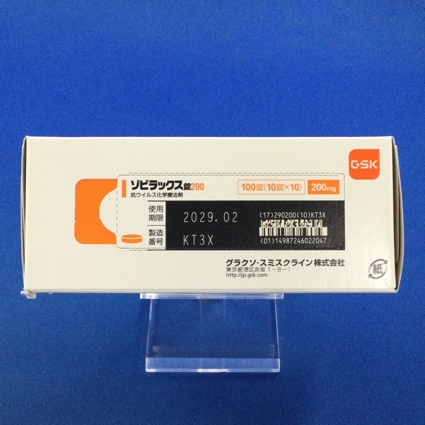 ゾビラックス錠200
抗ウイルス化学療法剤
100錠(10錠×10)
200mg
GSK
使用期限
2029.02
製造番号
KT3X
(17)290200(10)KT3X
(01)14987246022047
グラクソ・スミスクライン株式会社
東京都港区赤坂1-8-1
http://jp.gsk.com
紙